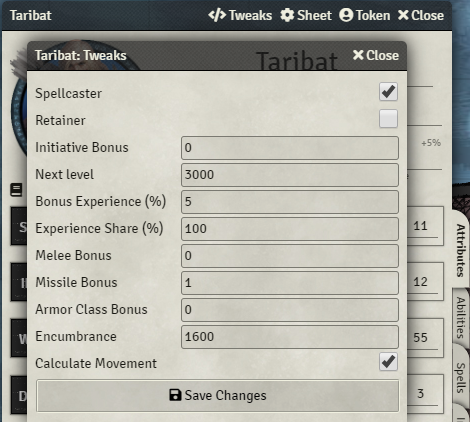 Taribat </> Tweaks Sheet Token Close
Taribat: Tweaks Close
Taribat
Spellcaster
Retainer
Initiative Bonus 0
+5%
Next level 3000
Bonus Experience (%) 5
Experience Share (%) 100
11
Melee Bonus 0
Missile Bonus 1
12
Armor Class Bonus 0
Encumbrance 1600
55
Calculate Movement
Save Changes
3
Attributes
Abilities
Spells